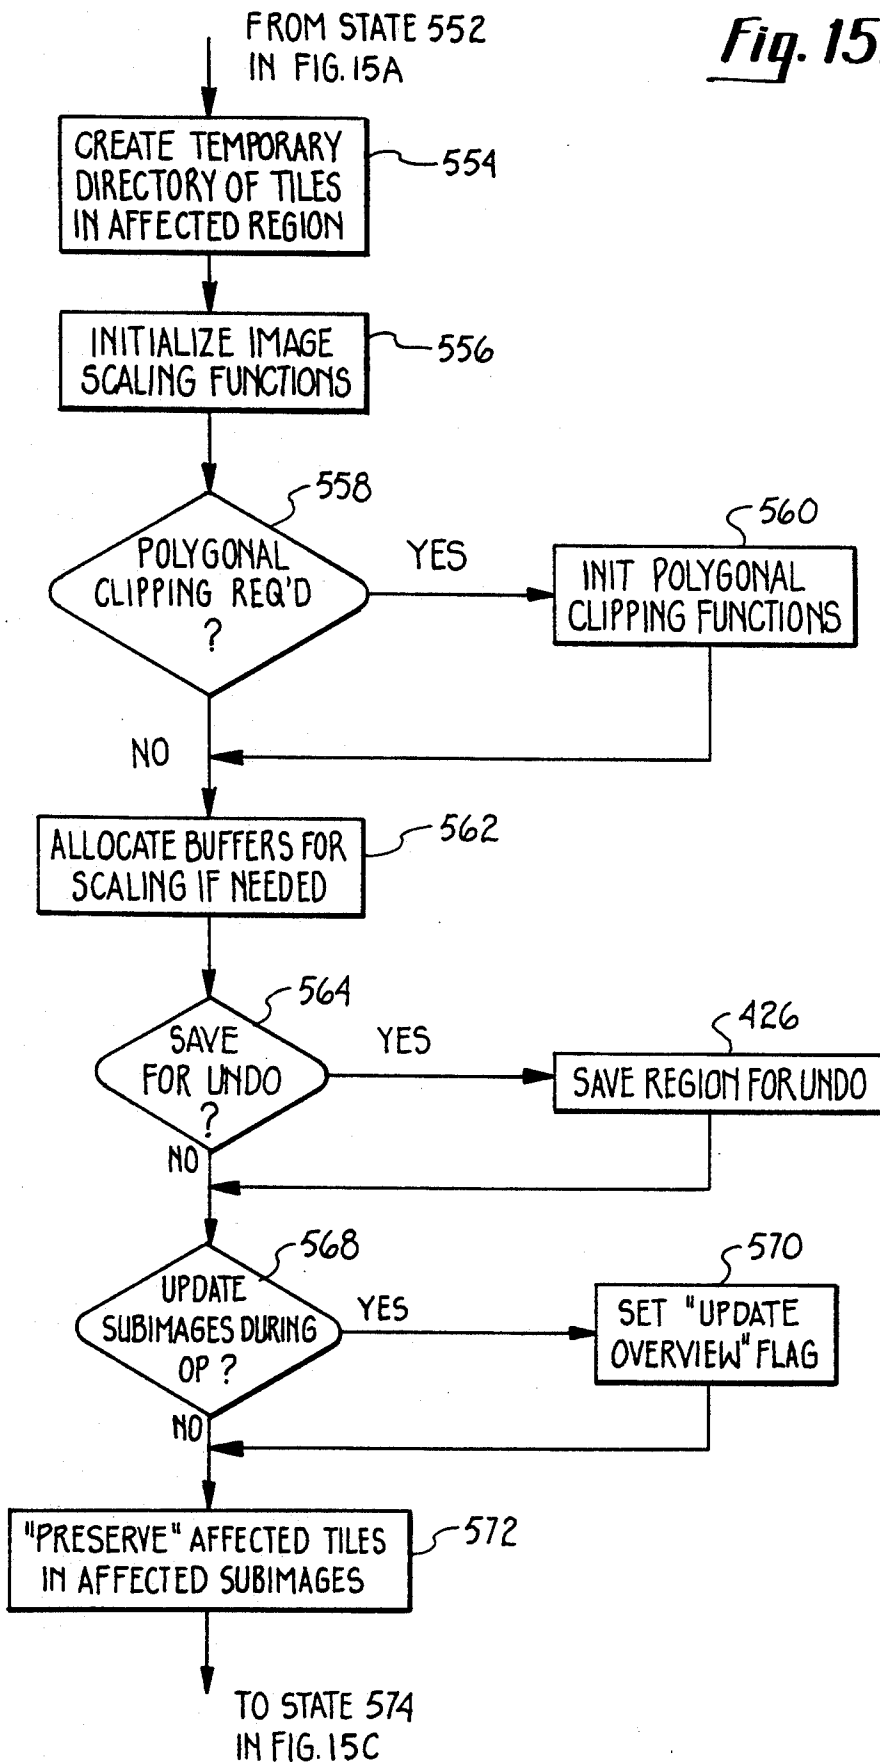 FROM STATE 552
IN FIG. 15A
Fig. 15
CREATE TEMPORARY
DIRECTORY OF TILES
IN AFFECTED REGION
554
INITIALIZE IMAGE
SCALING FUNCTIONS
556
558
POLYGONAL
CLIPPING REQ'D
?
YES
560
INIT POLYGONAL
CLIPPING FUNCTIONS
NO
ALLOCATE BUFFERS FOR
SCALING IF NEEDED
562
564
SAVE
FOR UNDO
?
YES
426
SAVE REGION FOR UNDO
NO
568
UPDATE
SUBIMAGES DURING
OP ?
YES
570
SET "UPDATE
OVERVIEW" FLAG
NO
"PRESERVE" AFFECTED TILES
IN AFFECTED SUBIMAGES
572
TO STATE 574
IN FIG. 15C